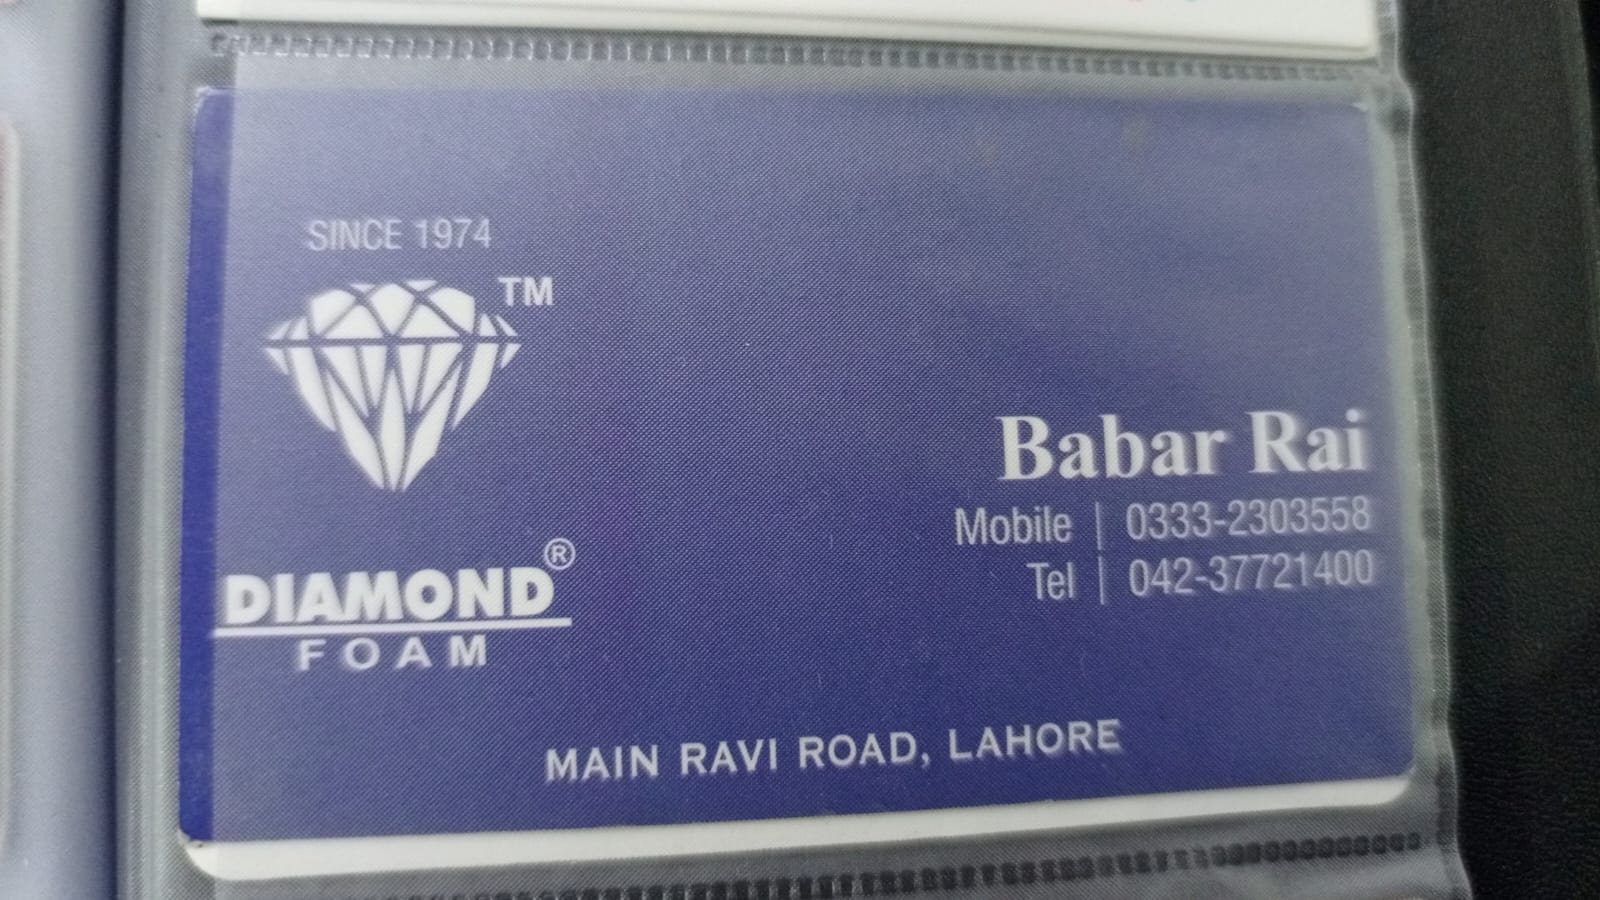 SINCE 1974
TM
DIAMOND®
FOAM
Babar Rai
Mobile | 0333-2303558
Tel | 042-37721400
MAIN RAVI ROAD, LAHORE